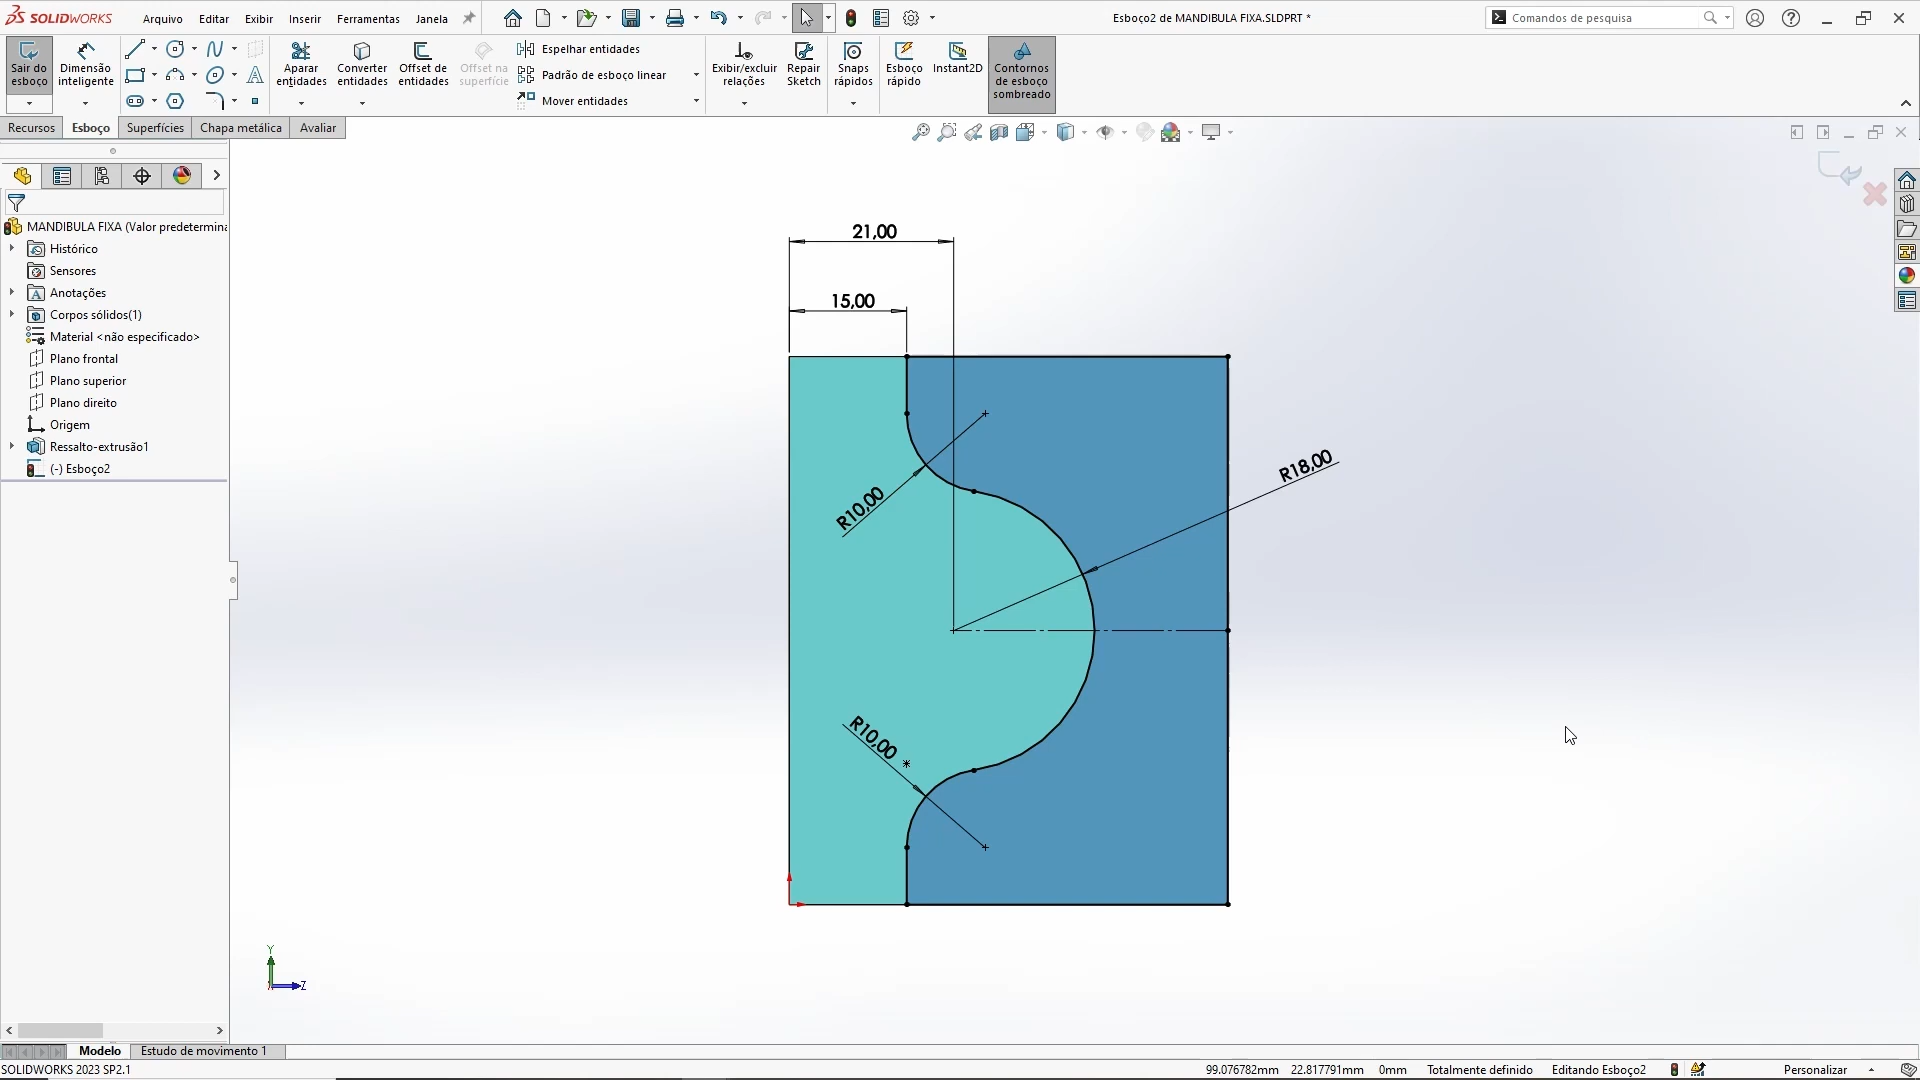 SOLIDWORKS
Arquivo
Editar
Exibir
Inserir
Ferramentas
Janela
Esboço2 de MANDIBULA FIXA.SLDPRT *
Comandos de pesquisa
Sair do esboço
Dimensão inteligente
Aparar entidades
Converter entidades
Offset de entidades
Offset na superfície
Espelhar entidades
Padrão de esboço linear
Mover entidades
Exibir/excluir relações
Repair Sketch
Snaps rápidos
Esboço rápido
Instant2D
Contornos de esboço sombreado
Recursos
Esboço
Superfícies
Chapa metálica
Avaliar
MANDIBULA FIXA (Valor predetermina
Histórico
Sensores
Anotações
Corpos sólidos(1)
Material <não especificado>
Plano frontal
Plano superior
Plano direito
Origem
Ressalto-extrusão1
(-) Esboço2
21,00
15,00
R18,00
R10,00
R10,00
Y
Z
Modelo
Estudo de movimento 1
SOLIDWORKS 2023 SP2.1
99.076782mm
22.817791mm
0mm
Totalmente definido
Editando Esboço2
Personalizar